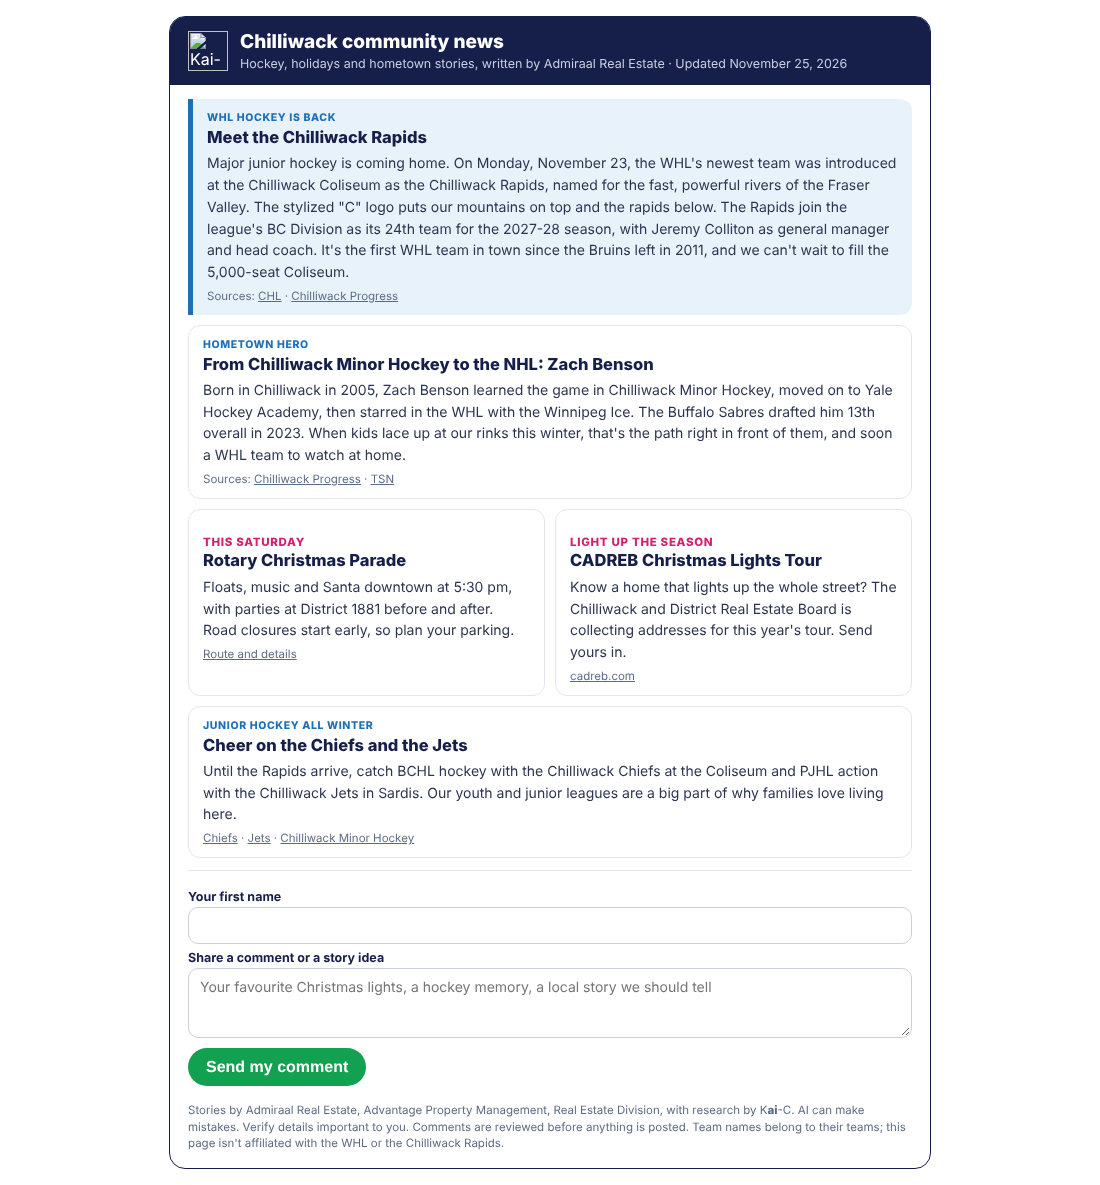 Kai-
Chilliwack community news
Hockey, holidays and hometown stories, written by Admiraal Real Estate · Updated November 25, 2026
WHL HOCKEY IS BACK
Meet the Chilliwack Rapids
Major junior hockey is coming home. On Monday, November 23, the WHL's newest team was introduced
at the Chilliwack Coliseum as the Chilliwack Rapids, named for the fast, powerful rivers of the Fraser
Valley. The stylized "C" logo puts our mountains on top and the rapids below. The Rapids join the
league's BC Division as its 24th team for the 2027-28 season, with Jeremy Colliton as general manager
and head coach. It's the first WHL team in town since the Bruins left in 2011, and we can't wait to fill the
5,000-seat Coliseum.
Sources: CHL · Chilliwack Progress
HOMETOWN HERO
From Chilliwack Minor Hockey to the NHL: Zach Benson
Born in Chilliwack in 2005, Zach Benson learned the game in Chilliwack Minor Hockey, moved on to Yale
Hockey Academy, then starred in the WHL with the Winnipeg Ice. The Buffalo Sabres drafted him 13th
overall in 2023. When kids lace up at our rinks this winter, that's the path right in front of them, and soon
a WHL team to watch at home.
Sources: Chilliwack Progress · TSN
THIS SATURDAY
Rotary Christmas Parade
Floats, music and Santa downtown at 5:30 pm,
with parties at District 1881 before and after.
Road closures start early, so plan your parking.
Route and details
LIGHT UP THE SEASON
CADREB Christmas Lights Tour
Know a home that lights up the whole street? The
Chilliwack and District Real Estate Board is
collecting addresses for this year's tour. Send
yours in.
cadreb.com
JUNIOR HOCKEY ALL WINTER
Cheer on the Chiefs and the Jets
Until the Rapids arrive, catch BCHL hockey with the Chilliwack Chiefs at the Coliseum and PJHL action
with the Chilliwack Jets in Sardis. Our youth and junior leagues are a big part of why families love living
here.
Chiefs · Jets · Chilliwack Minor Hockey
Your first name
Share a comment or a story idea
Your favourite Christmas lights, a hockey memory, a local story we should tell
Send my comment
Stories by Admiraal Real Estate, Advantage Property Management, Real Estate Division, with research by Kai-C. AI can make
mistakes. Verify details important to you. Comments are reviewed before anything is posted. Team names belong to their teams; this
page isn't affiliated with the WHL or the Chilliwack Rapids.